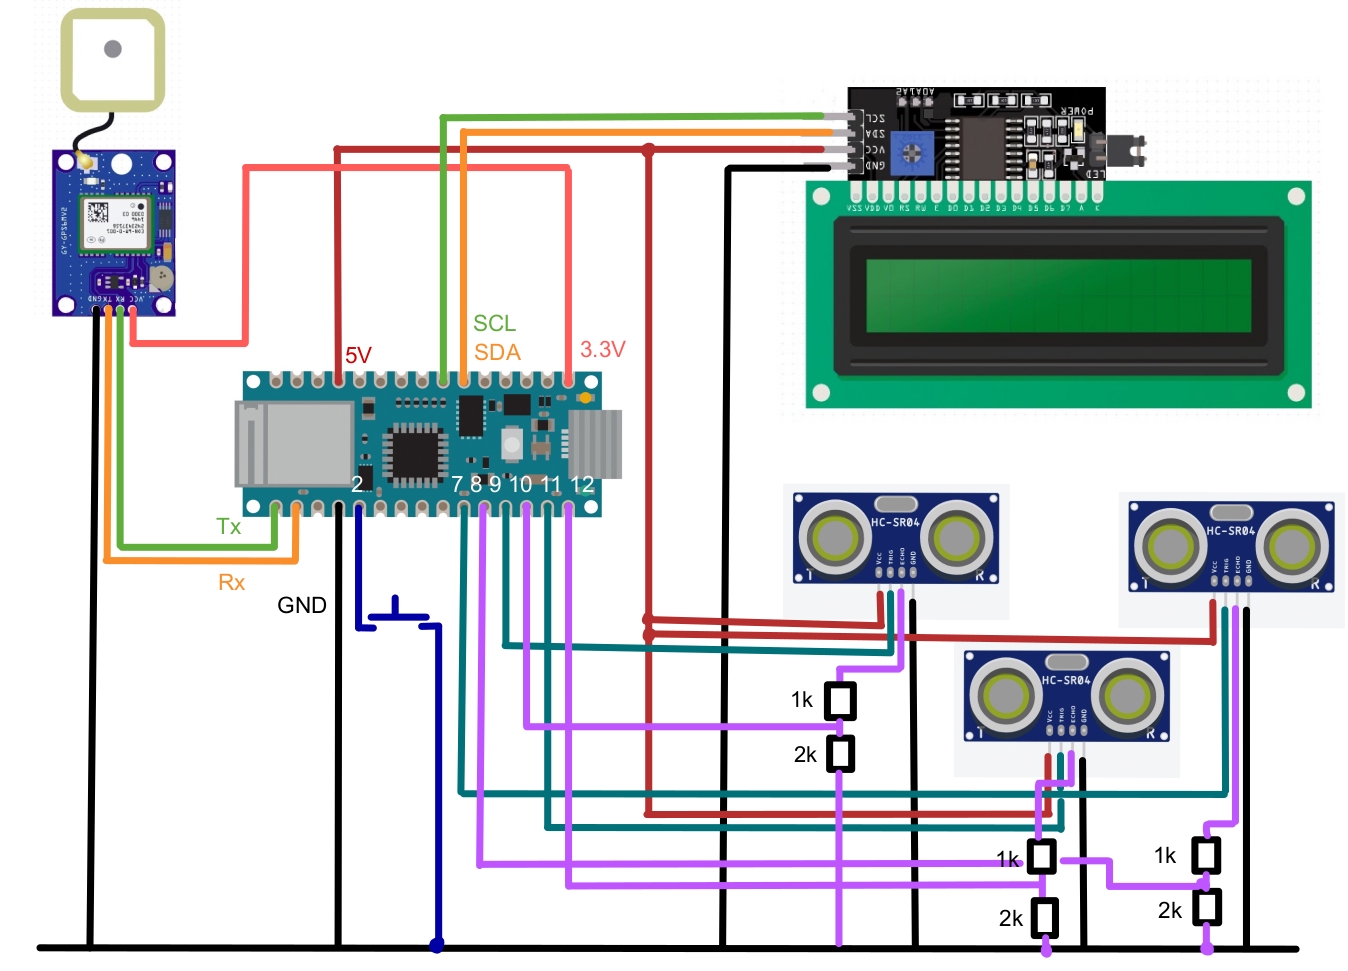 SCL
SDA
VCC
GND
POWER
LED
VSS VDD VO RS RW E D0 D1 D2 D3 D4 D5 D6 D7 A K
GY-GPS6MV2
GND TX RX VCC
5V
SCL
SDA
3.3V
2 7 8 9 10 11 12
Tx
Rx
GND
HC-SR04
Vcc TRIG ECHO GND
T R
HC-SR04
Vcc TRIG ECHO GND
T R
HC-SR04
Vcc TRIG ECHO GND
T R
1k
2k
1k
2k
1k
2k